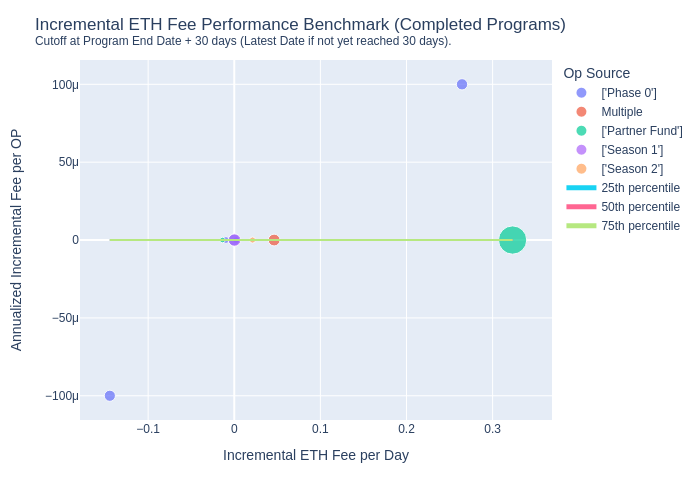 Incremental ETH Fee Performance Benchmark (Completed Programs)
Cutoff at Program End Date + 30 days (Latest Date if not yet reached 30 days).
Op Source
['Phase 0']
Multiple
['Partner Fund']
['Season 1']
['Season 2']
25th percentile
50th percentile
75th percentile
Annualized Incremental Fee per OP
100μ
50μ
0
−50μ
−100μ
−0.1
0
0.1
0.2
0.3
Incremental ETH Fee per Day